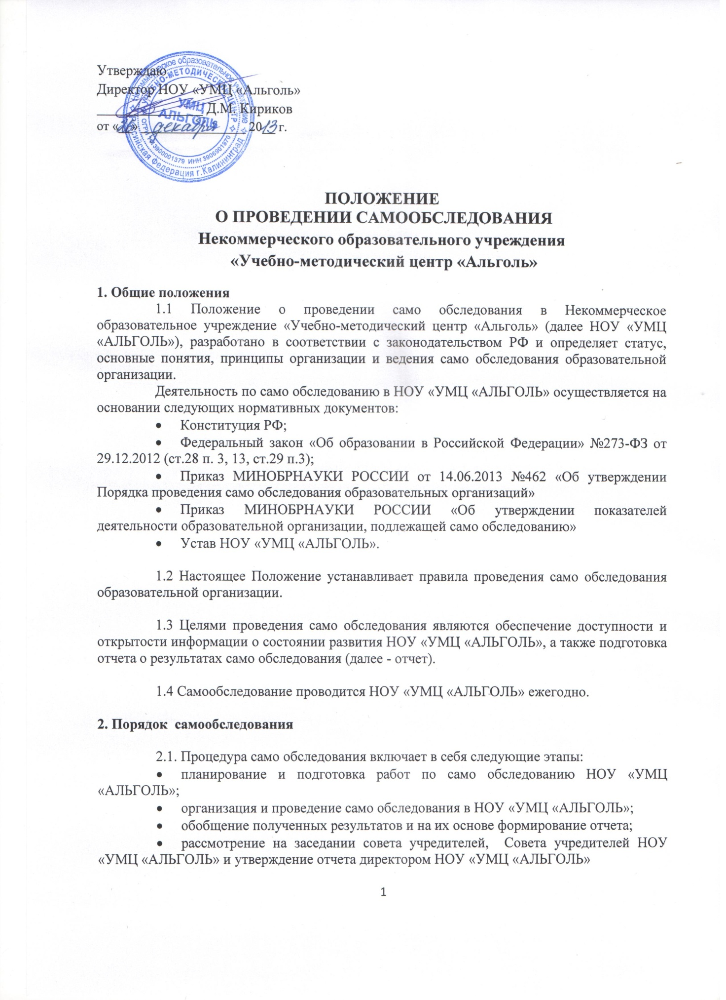 Утверждаю
Директор НОУ «УМЦ «Альголь»
Д.М. Кириков
от «26» декабря 2013 г.
Некоммерческое образовательное учреждение
УЧЕБНО-МЕТОДИЧЕСКИЙ ЦЕНТР
УМЦ
АЛЬГОЛЬ
3900001379 ИНН 3906901970
Российская Федерация г.Калининград
ПОЛОЖЕНИЕ
О ПРОВЕДЕНИИ САМООБСЛЕДОВАНИЯ
Некоммерческого образовательного учреждения
«Учебно-методический центр «Альголь»
1. Общие положения
1.1 Положение о проведении само обследования в Некоммерческое
образовательное учреждение «Учебно-методический центр «Альголь» (далее НОУ «УМЦ
«АЛЬГОЛЬ»), разработано в соответствии с законодательством РФ и определяет статус,
основные понятия, принципы организации и ведения само обследования образовательной
организации.
Деятельность по само обследованию в НОУ «УМЦ «АЛЬГОЛЬ» осуществляется на
основании следующих нормативных документов:
• Конституция РФ;
• Федеральный закон «Об образовании в Российской Федерации» №273-ФЗ от
29.12.2012 (ст.28 п. 3, 13, ст.29 п.3);
• Приказ МИНОБРНАУКИ РОССИИ от 14.06.2013 №462 «Об утверждении
Порядка проведения само обследования образовательных организаций»
• Приказ МИНОБРНАУКИ РОССИИ «Об утверждении показателей
деятельности образовательной организации, подлежащей само обследованию»
• Устав НОУ «УМЦ «АЛЬГОЛЬ».
1.2 Настоящее Положение устанавливает правила проведения само обследования
образовательной организации.
1.3 Целями проведения само обследования являются обеспечение доступности и
открытости информации о состоянии развития НОУ «УМЦ «АЛЬГОЛЬ», а также подготовка
отчета о результатах само обследования (далее - отчет).
1.4 Самообследование проводится НОУ «УМЦ «АЛЬГОЛЬ» ежегодно.
2. Порядок самообследования
2.1. Процедура само обследования включает в себя следующие этапы:
• планирование и подготовка работ по само обследованию НОУ «УМЦ
«АЛЬГОЛЬ»;
• организация и проведение само обследования в НОУ «УМЦ «АЛЬГОЛЬ»;
• обобщение полученных результатов и на их основе формирование отчета;
• рассмотрение на заседании совета учредителей, Совета учредителей НОУ
«УМЦ «АЛЬГОЛЬ» и утверждение отчета директором НОУ «УМЦ «АЛЬГОЛЬ»
1